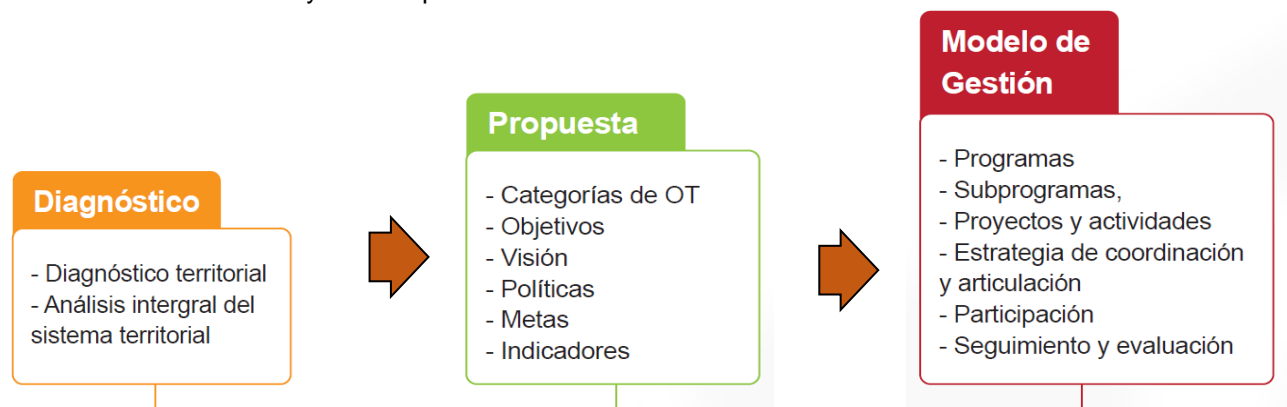 Diagnóstico
- Diagnóstico territorial
- Análisis intergral del
sistema territorial
Propuesta
- Categorías de OT
- Objetivos
- Visión
- Políticas
- Metas
- Indicadores
Modelo de
Gestión
- Programas
- Subprogramas,
- Proyectos y actividades
- Estrategia de coordinación
y articulación
- Participación
- Seguimiento y evaluación